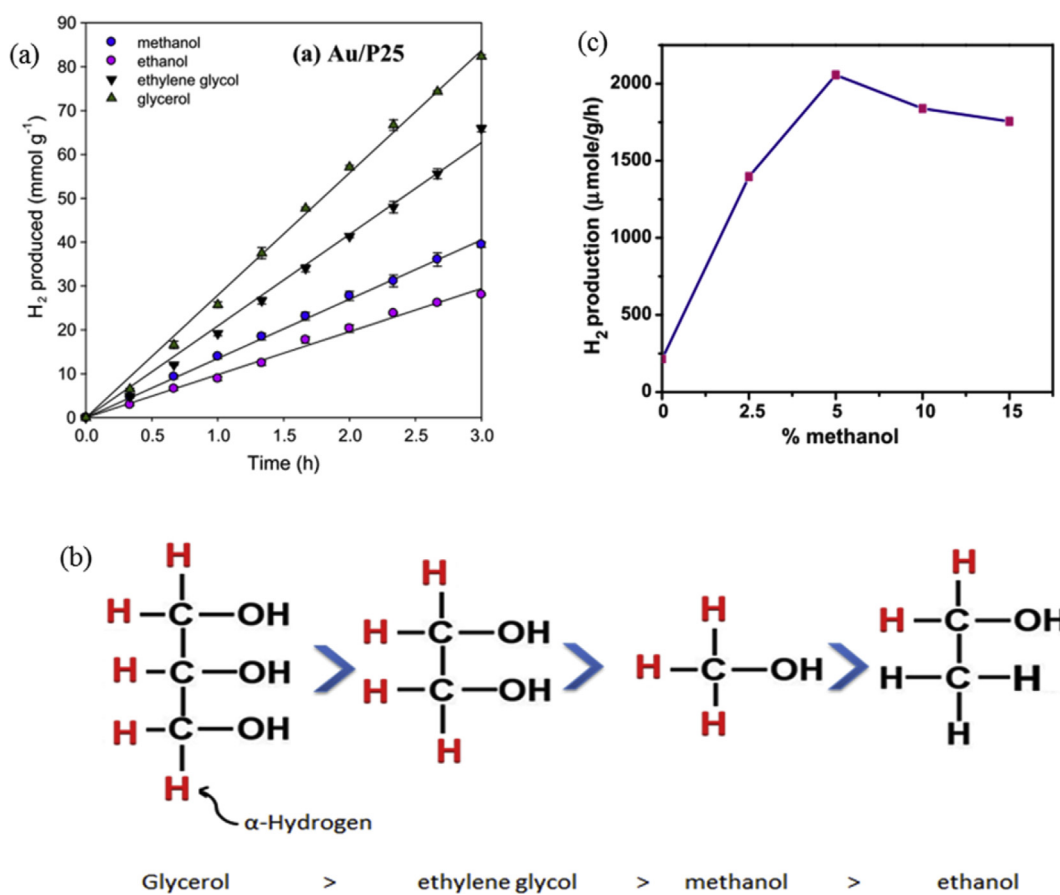 (a)
(a) Au/P25
methanol
ethanol
ethylene glycol
glycerol
H₂ produced (mmol g⁻¹)
90
80
70
60
50
40
30
20
10
0
0.0 0.5 1.0 1.5 2.0 2.5 3.0
Time (h)
(c)
H₂ production (μmole/g/h)
2000
1500
1000
500
0
0 2.5 5 10 15
% methanol
(b)
H
H C OH
H C OH
H C OH
H
α-Hydrogen
H
H C OH
H C OH
H
H
H C OH
H
H
H C OH
H C H
H
Glycerol > ethylene glycol > methanol > ethanol